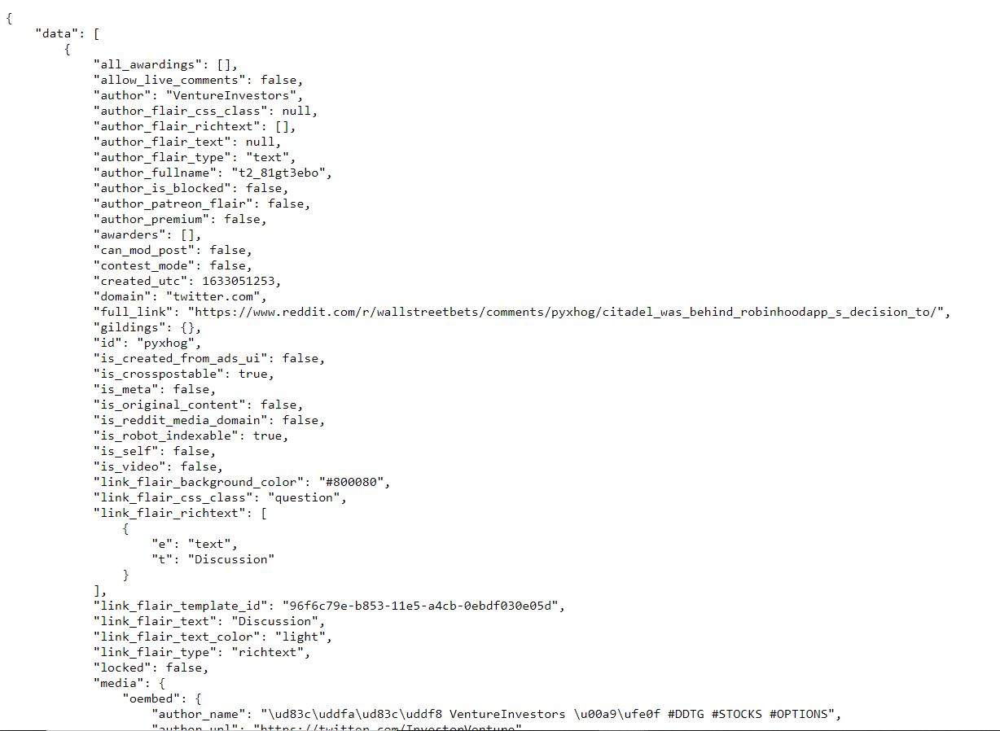 {
"data": [
{
"all_awardings": [],
"allow_live_comments": false,
"author": "VentureInvestors",
"author_flair_css_class": null,
"author_flair_richtext": [],
"author_flair_text": null,
"author_flair_type": "text",
"author_fullname": "t2_81gt3ebo",
"author_is_blocked": false,
"author_patreon_flair": false,
"author_premium": false,
"awarders": [],
"can_mod_post": false,
"contest_mode": false,
"created_utc": 1633051253,
"domain": "twitter.com",
"full_link": "https://www.reddit.com/r/wallstreetbets/comments/pyxhog/citadel_was_behind_robinhoodapp_s_decision_to/",
"gildings": {},
"id": "pyxhog",
"is_created_from_ads_ui": false,
"is_crosspostable": true,
"is_meta": false,
"is_original_content": false,
"is_reddit_media_domain": false,
"is_robot_indexable": true,
"is_self": false,
"is_video": false,
"link_flair_background_color": "#800080",
"link_flair_css_class": "question",
"link_flair_richtext": [
{
"e": "text",
"t": "Discussion"
}
],
"link_flair_template_id": "96f6c79e-b853-11e5-a4cb-0ebdf030e05d",
"link_flair_text": "Discussion",
"link_flair_text_color": "light",
"link_flair_type": "richtext",
"locked": false,
"media": {
"oembed": {
"author_name": "\ud83c\uddfa\ud83c\uddf8 VentureInvestors \u00a9\ufe0f #DDTG #STOCKS #OPTIONS",
"author_url": "https://twitter.com/InvestorVenture"